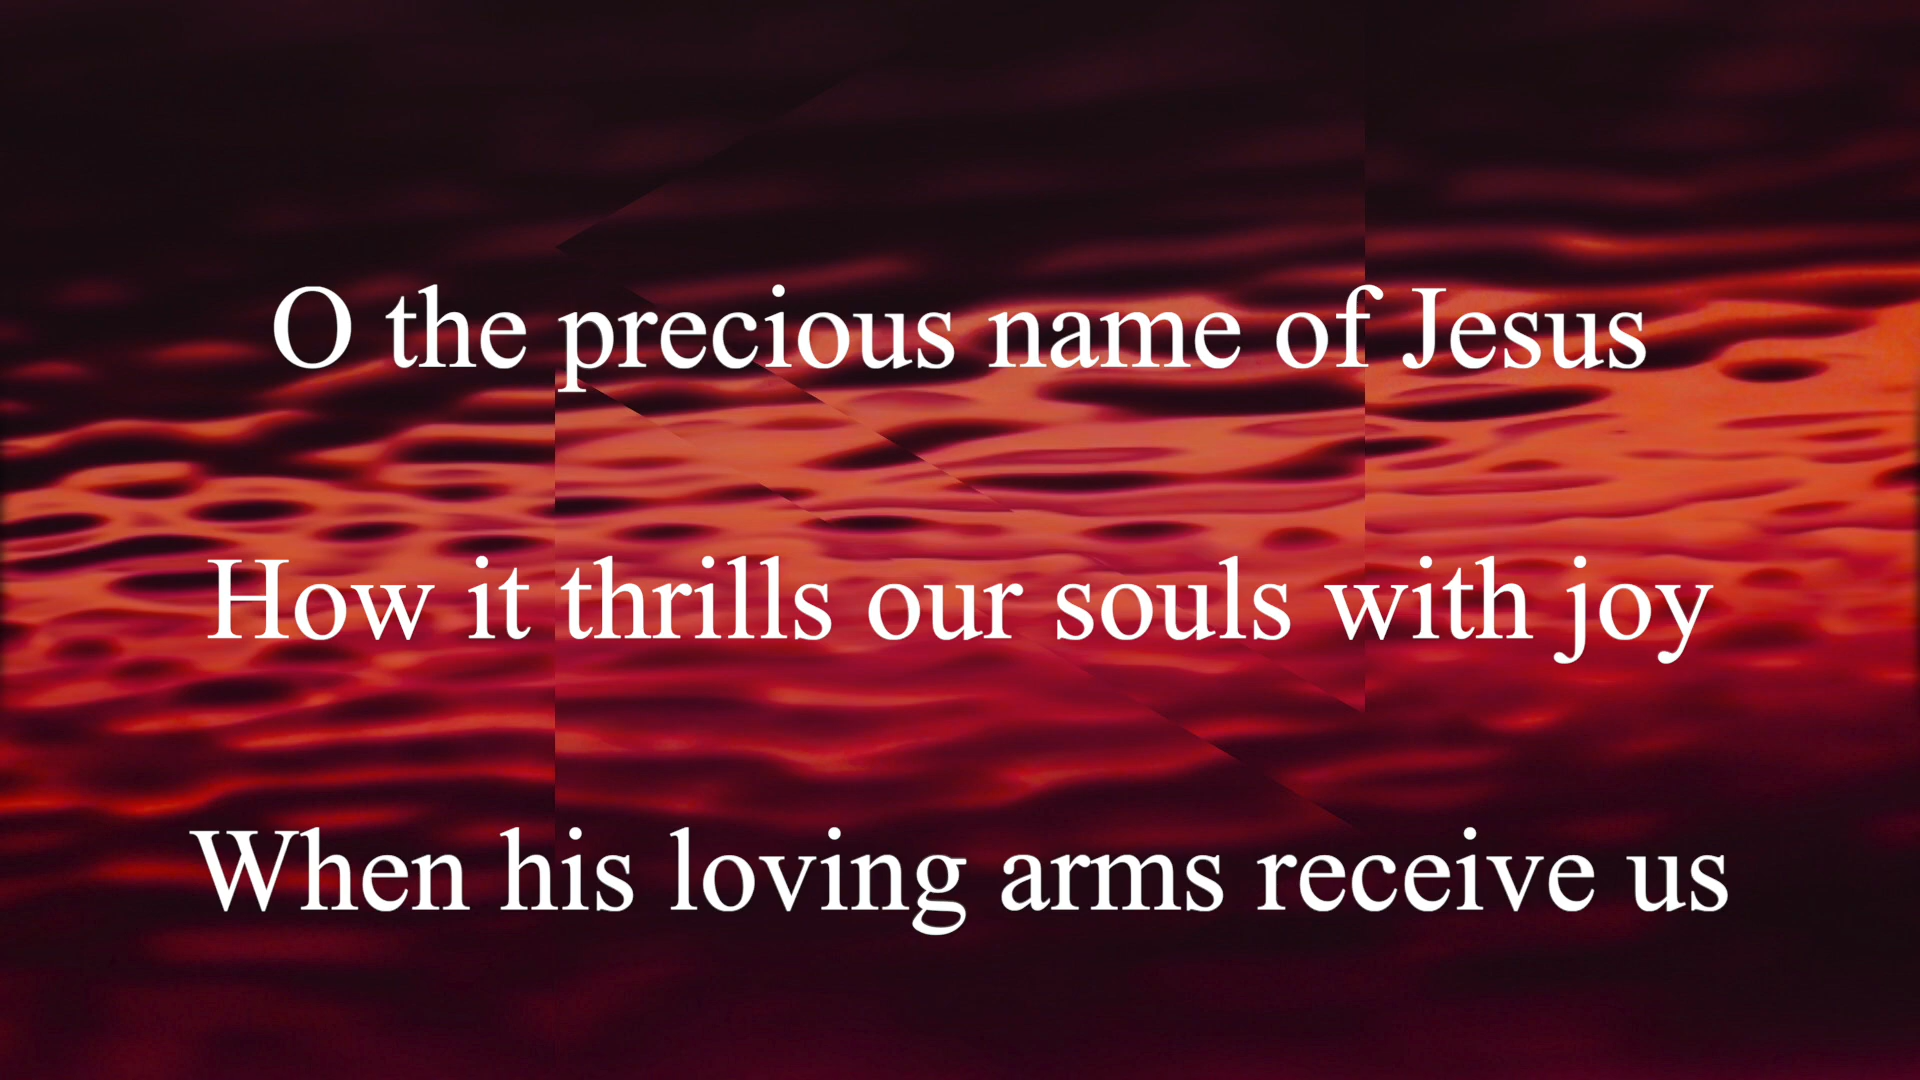 O the precious name of Jesus
How it thrills our souls with joy
When his loving arms receive us